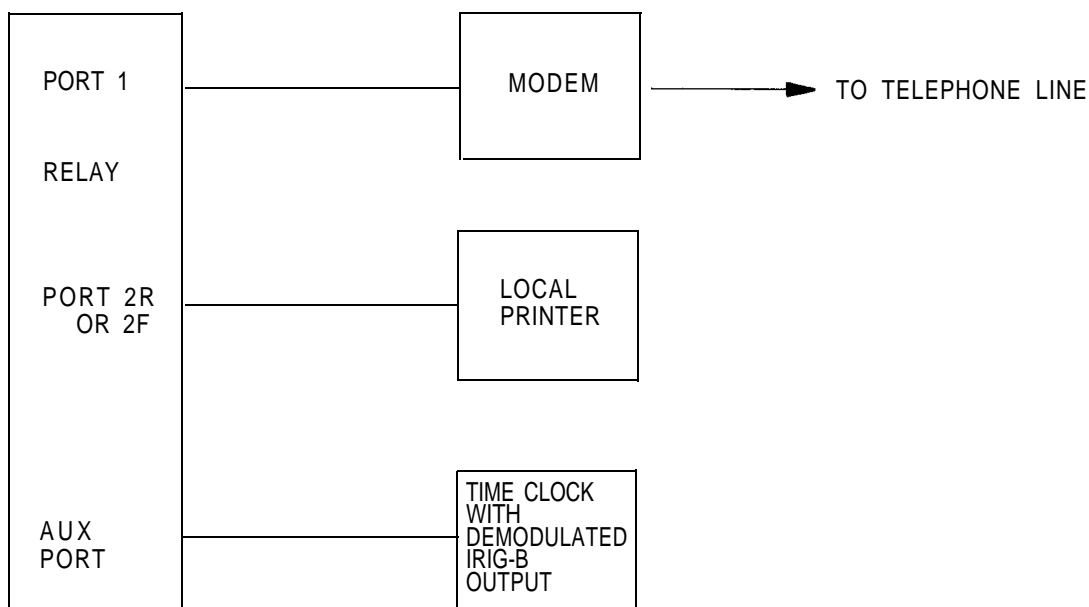 PORT 1
MODEM
TO TELEPHONE LINE
RELAY
PORT 2R
OR 2F
LOCAL
PRINTER
AUX
PORT
TIME CLOCK
WITH
DEMODULATED
IRIG-B
OUTPUT